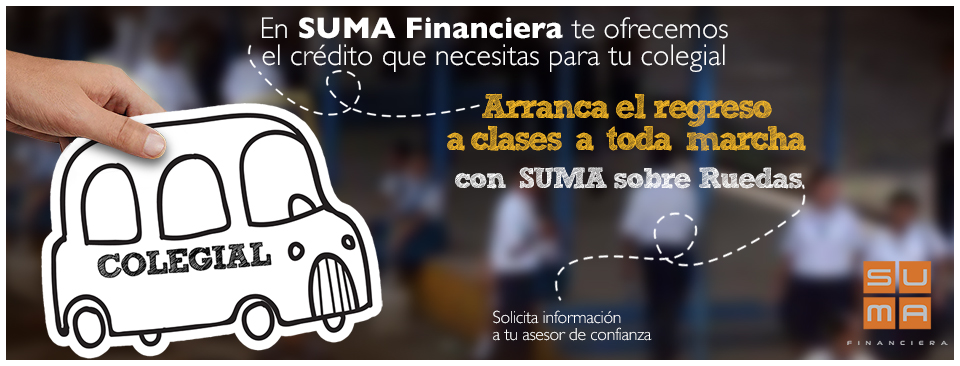 En SUMA Financiera te ofrecemos
el crédito que necesitas para tu colegial
Arranca el regreso
a clases a toda marcha
con SUMA sobre Ruedas
COLEGIAL
Solicita información
a tu asesor de confianza
SU
MA
FINANCIERA